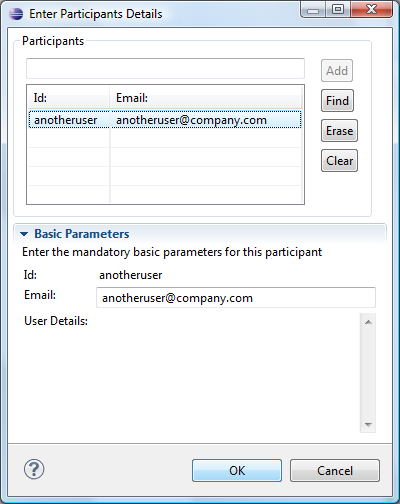 Enter Participants Details
Participants
Add
Id: Email:
Find
anotheruser anotheruser@company.com
Erase
Clear
Basic Parameters
Enter the mandatory basic parameters for this participant
Id: anotheruser
Email: anotheruser@company.com
User Details:
?
OK Cancel